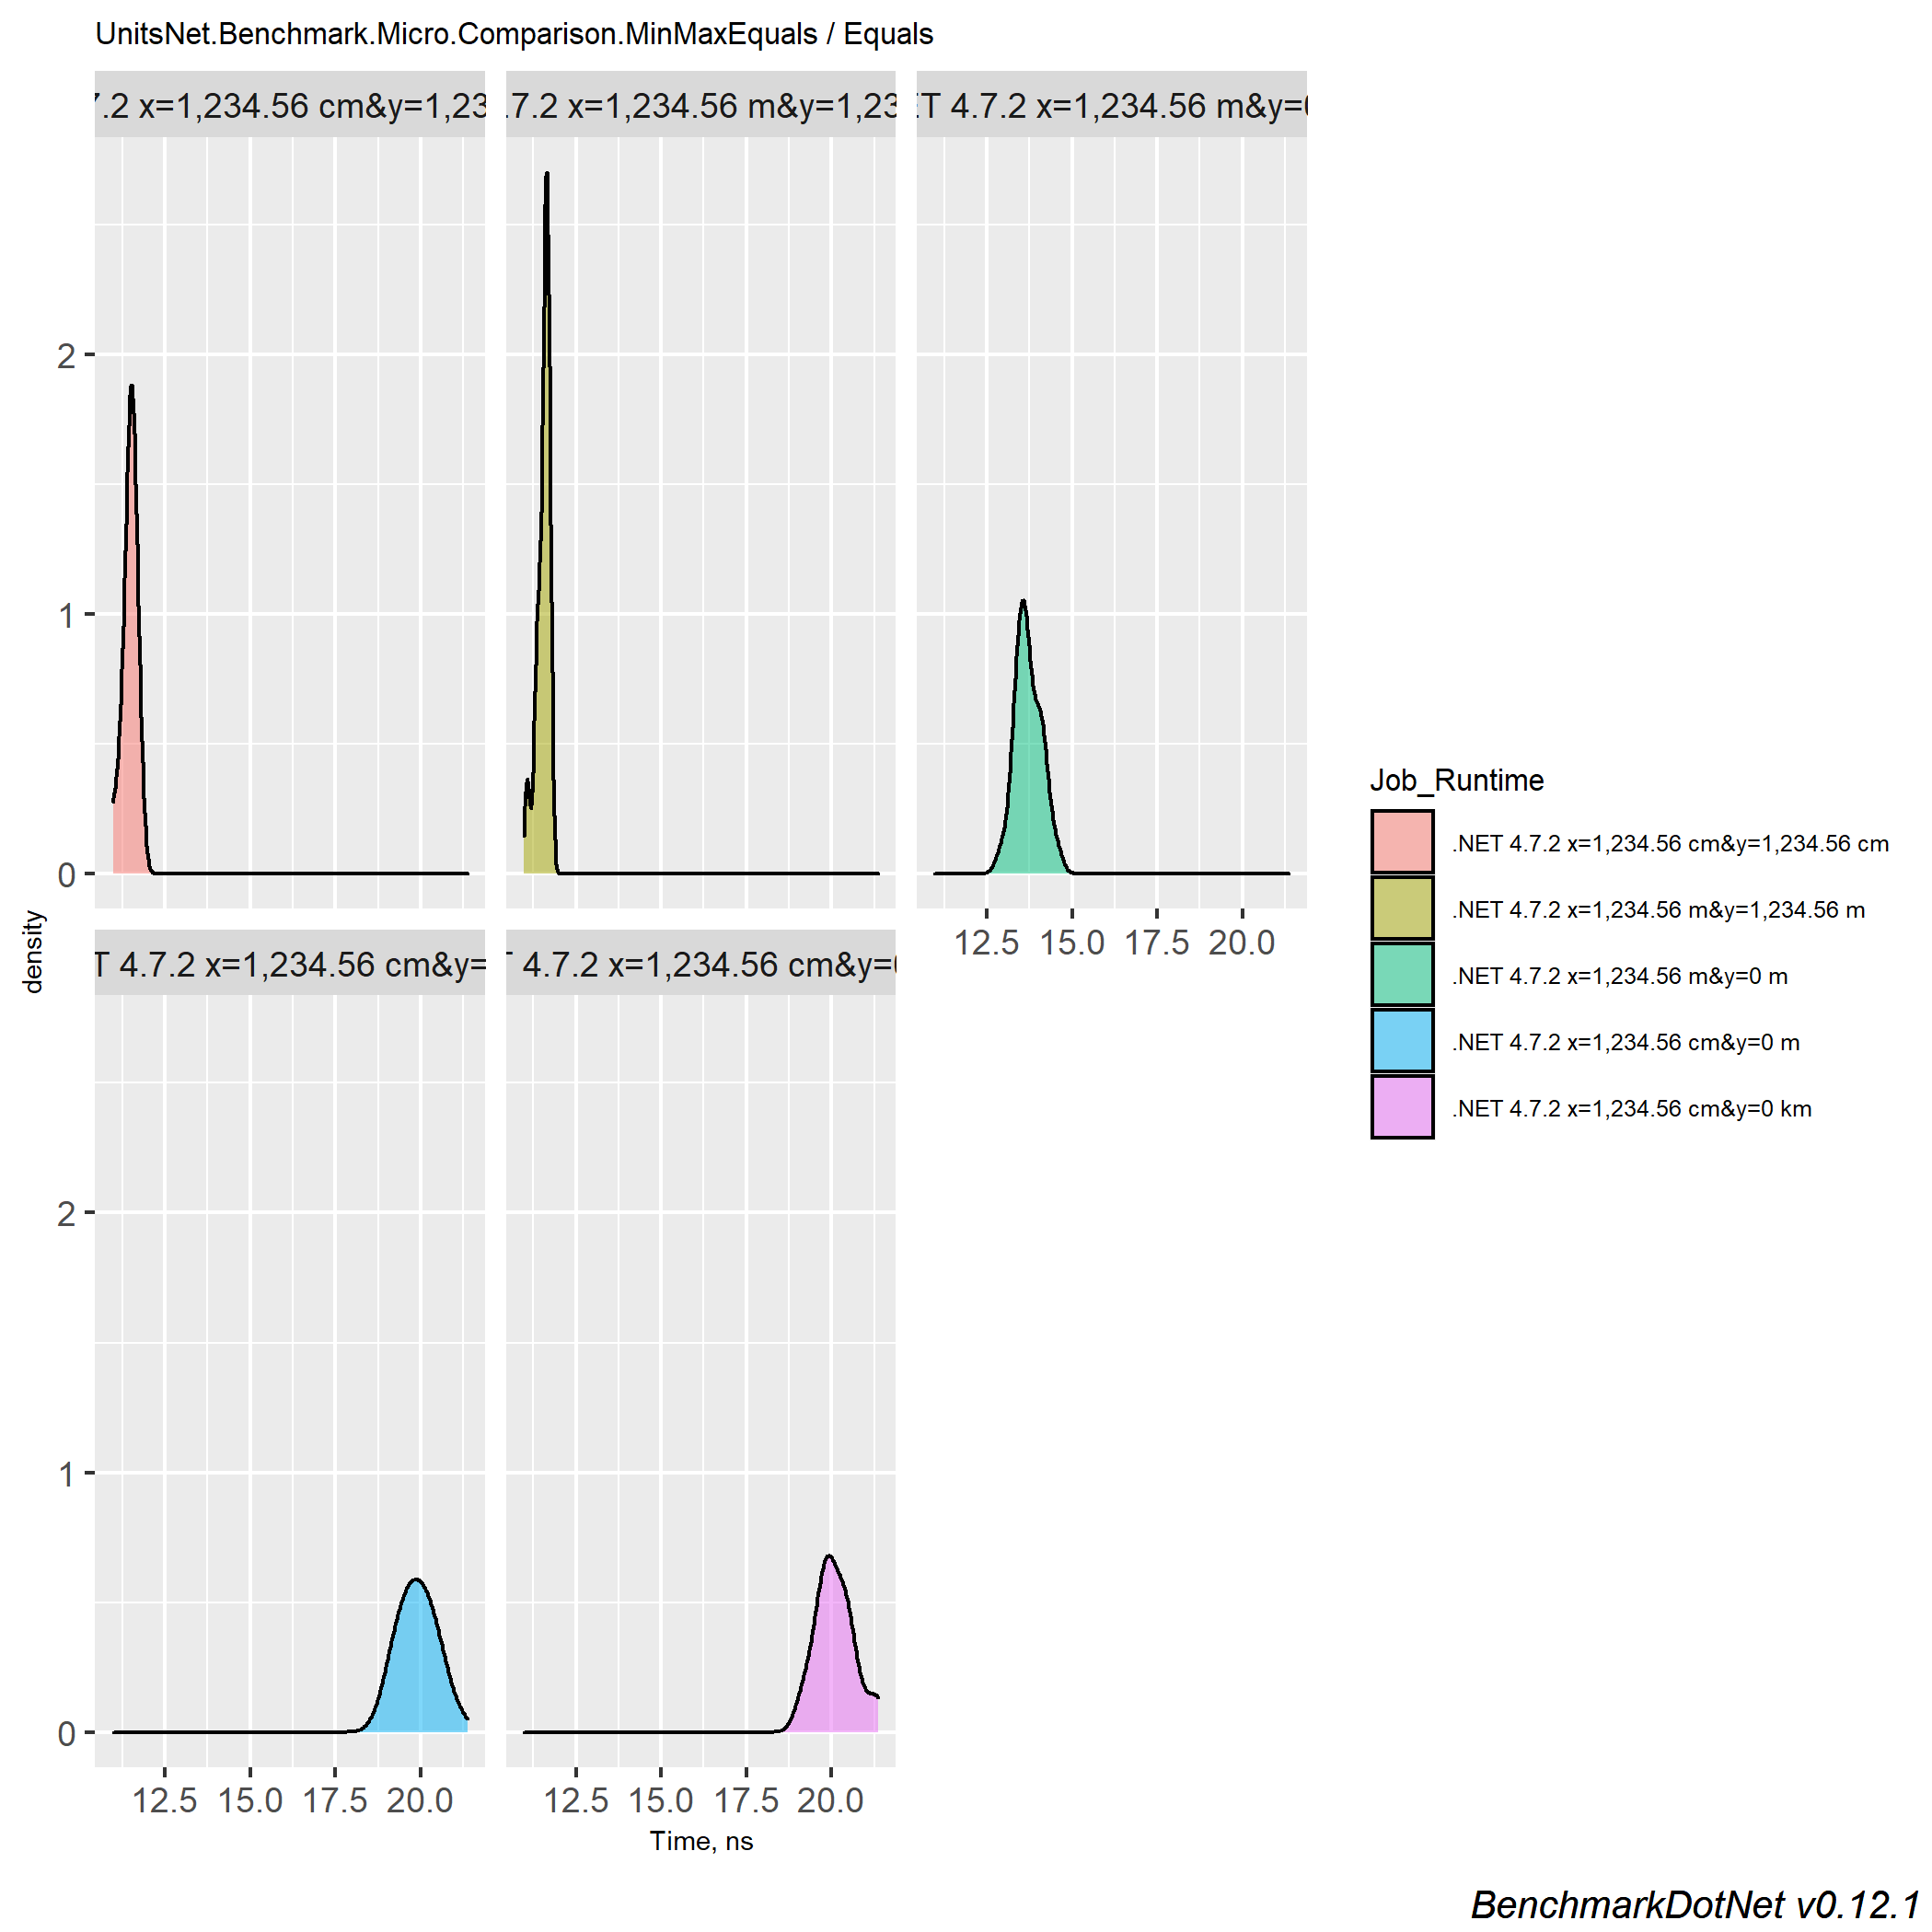 UnitsNet.Benchmark.Micro.Comparison.MinMaxEquals / Equals
7.2 x=1,234.56 cm&y=1,23
.7.2 x=1,234.56 m&y=1,23
ET 4.7.2 x=1,234.56 m&y=
2
1
0
12.5 15.0 17.5 20.0
density
T 4.7.2 x=1,234.56 cm&y=
4.7.2 x=1,234.56 cm&y=
2
1
0
12.5 15.0 17.5 20.0
12.5 15.0 17.5 20.0
Time, ns
Job_Runtime
.NET 4.7.2 x=1,234.56 cm&y=1,234.56 cm
.NET 4.7.2 x=1,234.56 m&y=1,234.56 m
.NET 4.7.2 x=1,234.56 m&y=0 m
.NET 4.7.2 x=1,234.56 cm&y=0 m
.NET 4.7.2 x=1,234.56 cm&y=0 km
BenchmarkDotNet v0.12.1